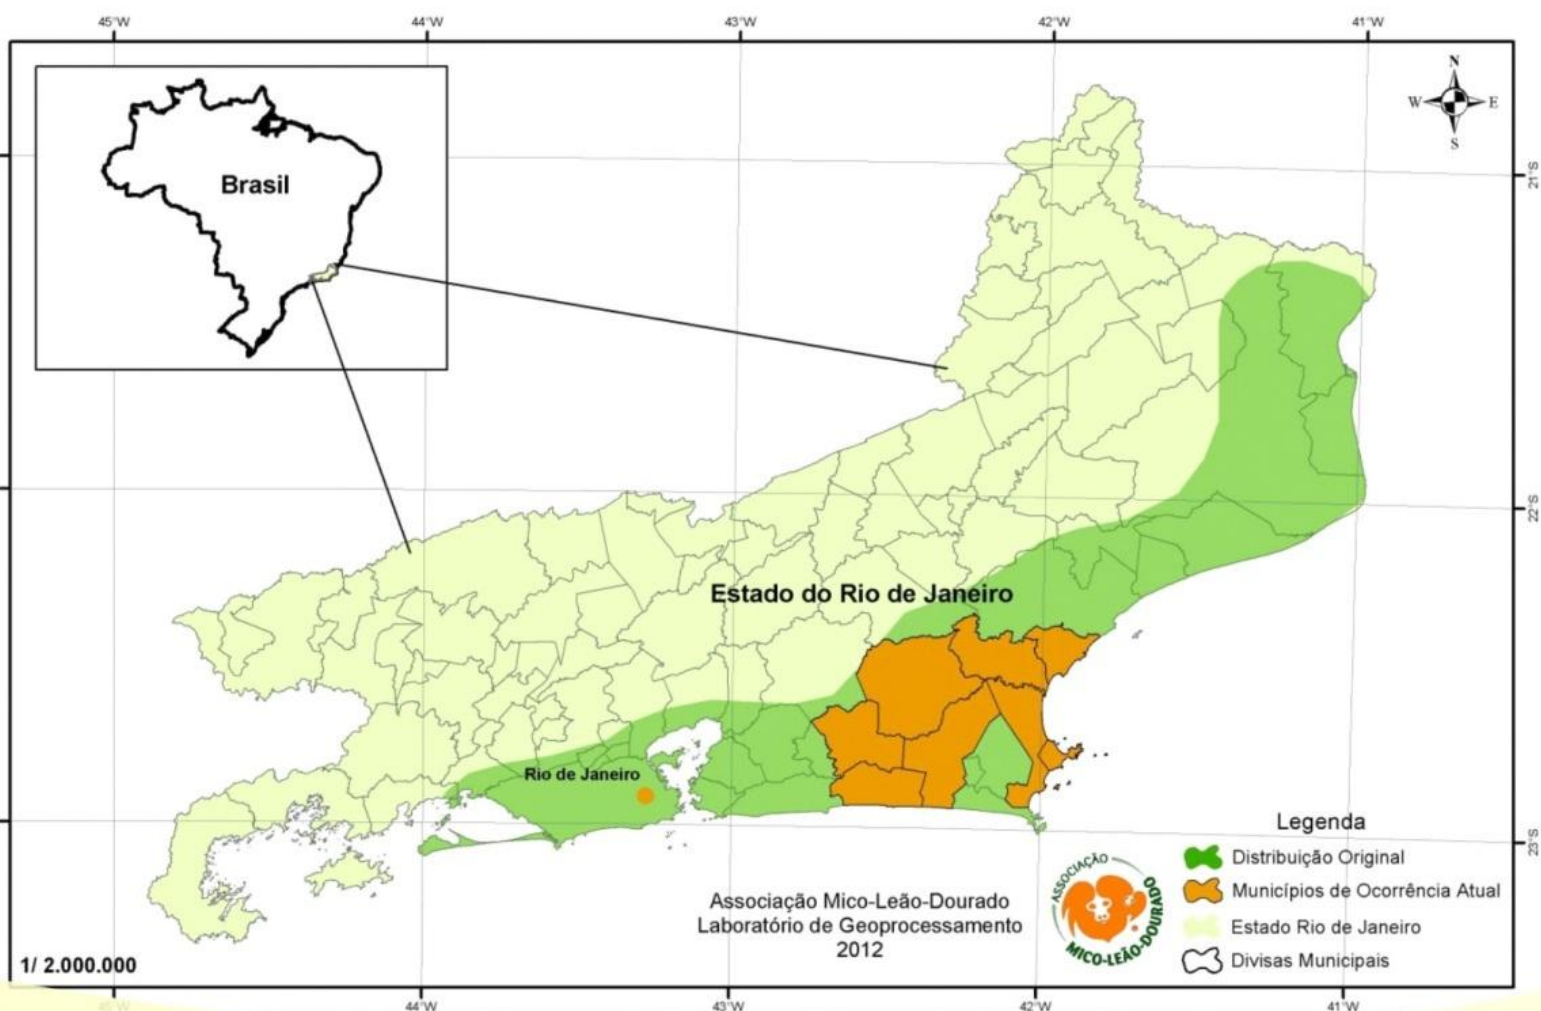 45°W 44°W 43°W 42°W 41°W
N
W E
S
Brasil
21°S
22°S
Estado do Rio de Janeiro
Rio de Janeiro
Legenda
23°S
Distribuição Original
Municípios de Ocorrência Atual
Estado Rio de Janeiro
Divisas Municipais
Associação Mico-Leão-Dourado
Laboratório de Geoprocessamento
2012
ASSOCIAÇÃO
MICO-LEÃO-DOURADO
1/ 2.000.000
45°W 44°W 43°W 42°W 41°W